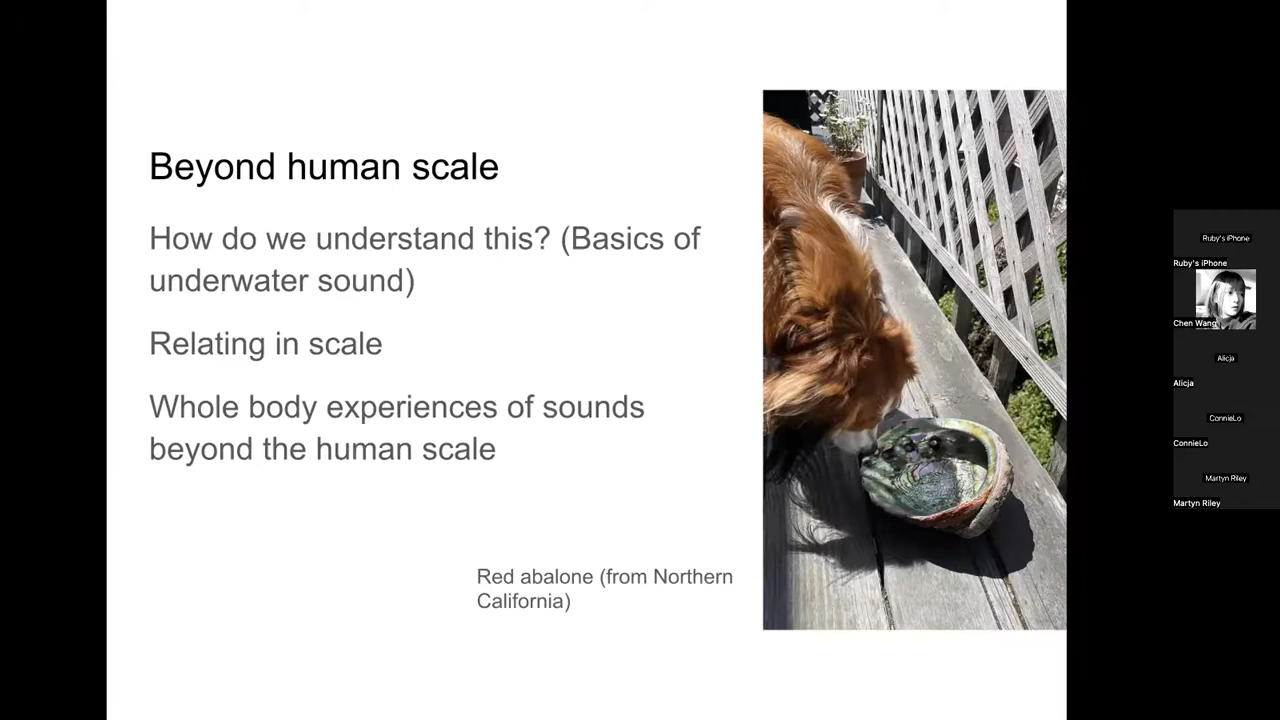 Beyond human scale
How do we understand this? (Basics of
underwater sound)
Relating in scale
Whole body experiences of sounds
beyond the human scale
Red abalone (from Northern
California)
Ruby's iPhone
Ruby's iPhone
Chen Wang
Alicja
Alicja
ConnieLo
ConnieLo
Martyn Riley
Martyn Riley